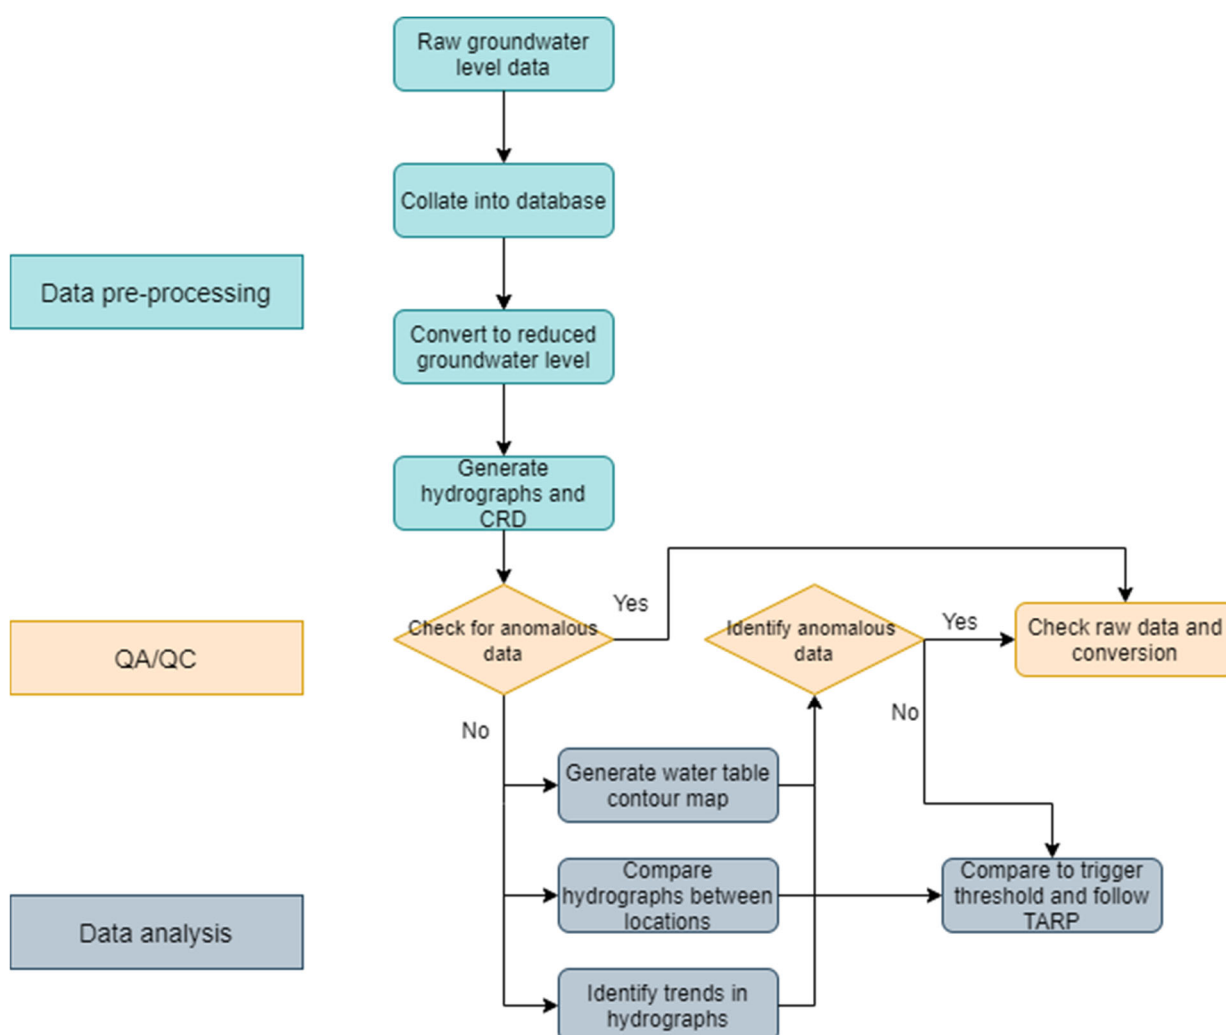 Raw groundwater
level data
Collate into database
Data pre-processing
Convert to reduced
groundwater level
Generate
hydrographs and
CRD
QA/QC
Check for anomalous
data
Yes
No
Identify anomalous
data
Yes
No
Check raw data and
conversion
Generate water table
contour map
Data analysis
Compare
hydrographs between
locations
Compare to trigger
threshold and follow
TARP
Identify trends in
hydrographs